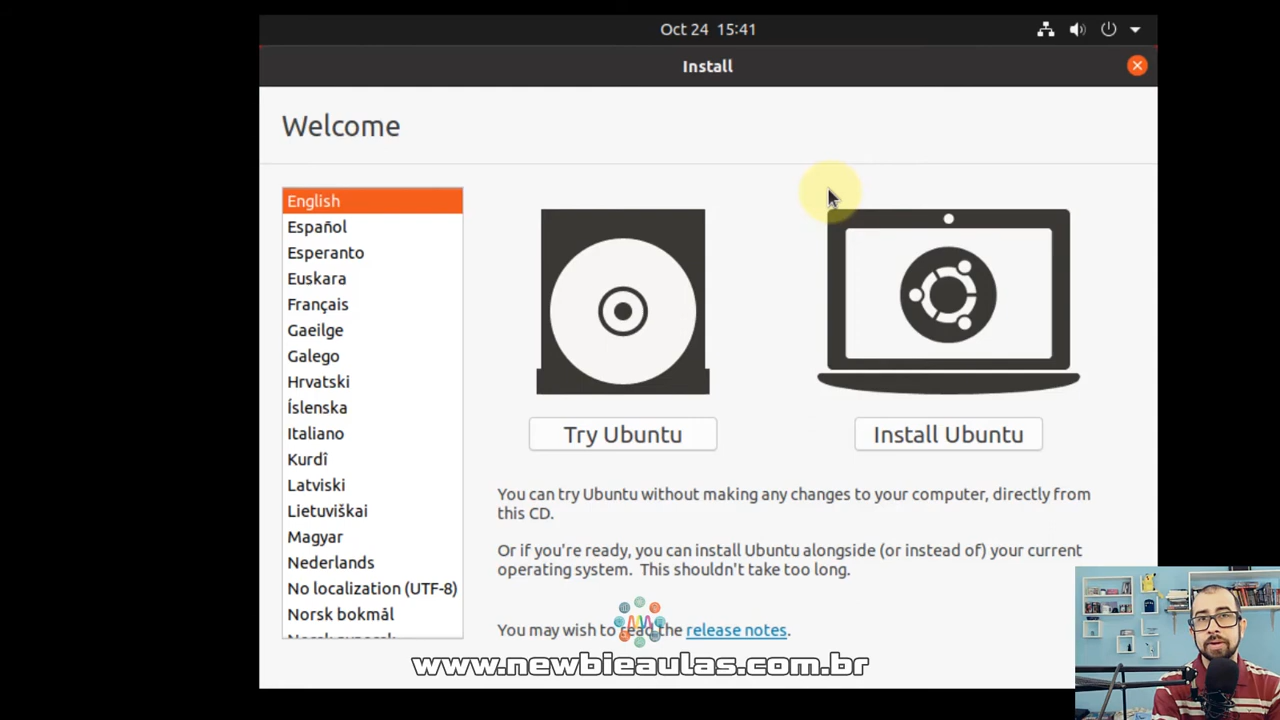 Oct 24 15:41
Install
Welcome
English
Español
Esperanto
Euskara
Français
Gaeilge
Galego
Hrvatski
Íslenska
Italiano
Kurdî
Latviski
Lietuviškai
Magyar
Nederlands
No localization (UTF-8)
Norsk bokmål
Try Ubuntu
Install Ubuntu
You can try Ubuntu without making any changes to your computer, directly from
this CD.
Or if you're ready, you can install Ubuntu alongside (or instead of) your current
operating system. This shouldn't take too long.
You may wish to read the release notes.
www.newbieaulas.com.br